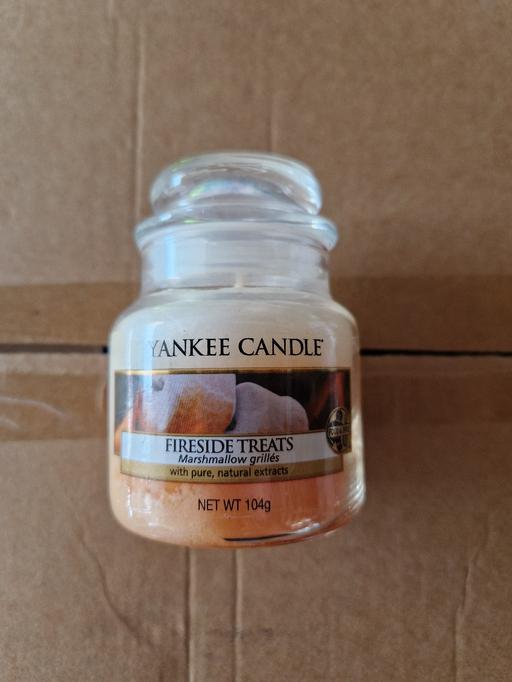 YANKEE CANDLE
FIRESIDE TREATS
Marshmallow grillés
with pure, natural extracts
NET WT 104g